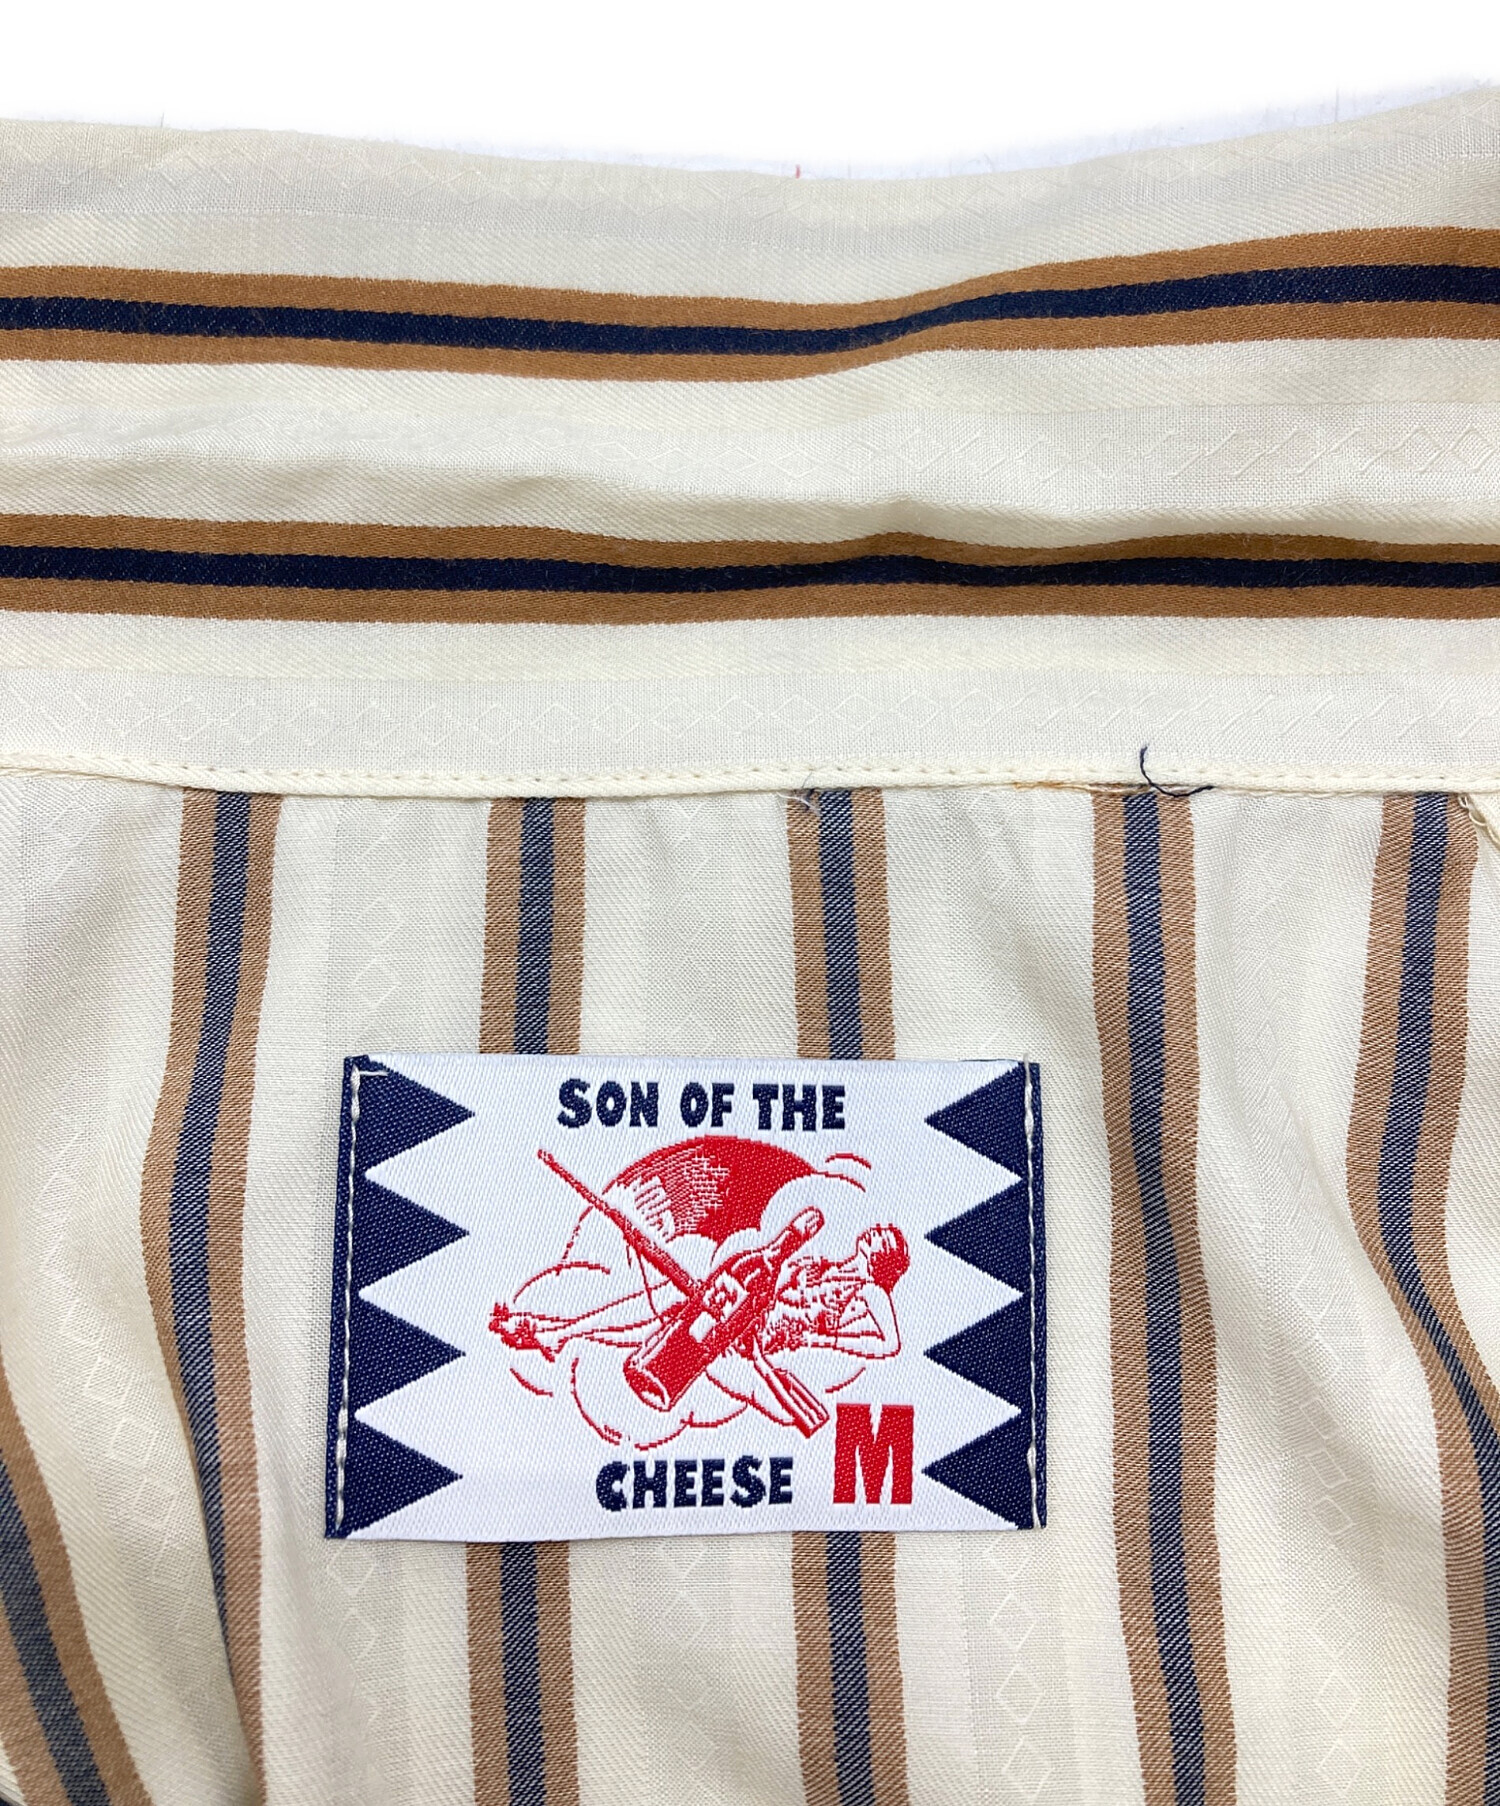 SON OF THE
CHEESE M